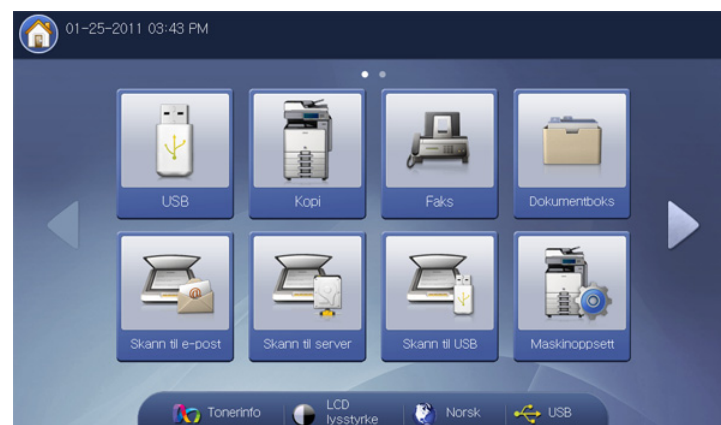 01-25-2011 03:43 PM
USB
Kopi
Faks
Dokumentboks
Skann til e-post
Skann til server
Skann til USB
Maskinoppsett
Tonerinfo
LCD
lysstyrke
Norsk
USB